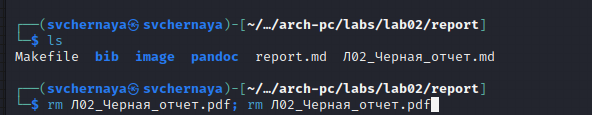 ┌──(svchernaya㉿svchernaya)-[~/…/arch-pc/labs/lab02/report]
└─$ ls
Makefile bib image pandoc report.md Л02_Черная_отчет.md
┌──(svchernaya㉿svchernaya)-[~/…/arch-pc/labs/lab02/report]
└─$ rm Л02_Черная_отчет.pdf; rm Л02_Черная_отчет.pdf